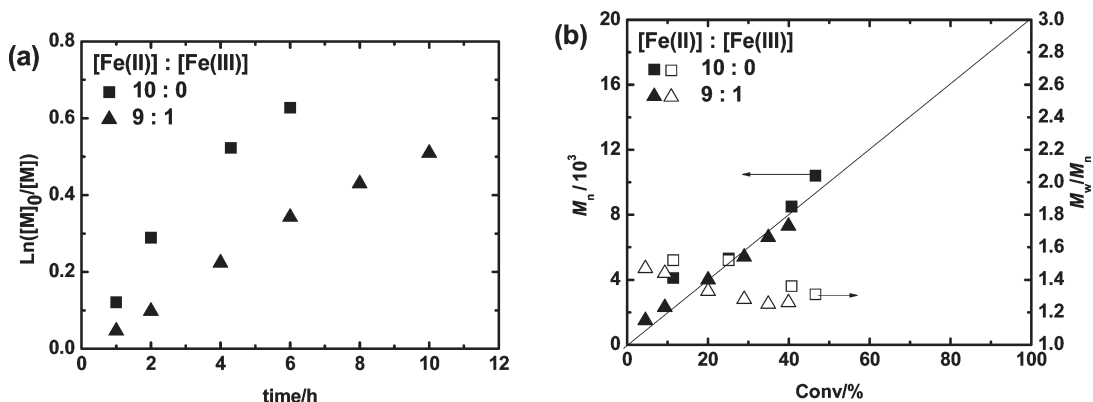 (a)
[Fe(II)] : [Fe(III)]
10 : 0
9 : 1
Ln([M]0/[M])
0.8
0.6
0.4
0.2
0.0
0 2 4 6 8 10 12
time/h
(b)
[Fe(II)] : [Fe(III)]
10 : 0
9 : 1
Mn / 10^3
20
16
12
8
4
0
0 20 40 60 80 100
Conv/%
3.0
2.8
2.6
2.4
2.2
2.0
1.8
1.6
1.4
1.2
1.0
Mw/Mn